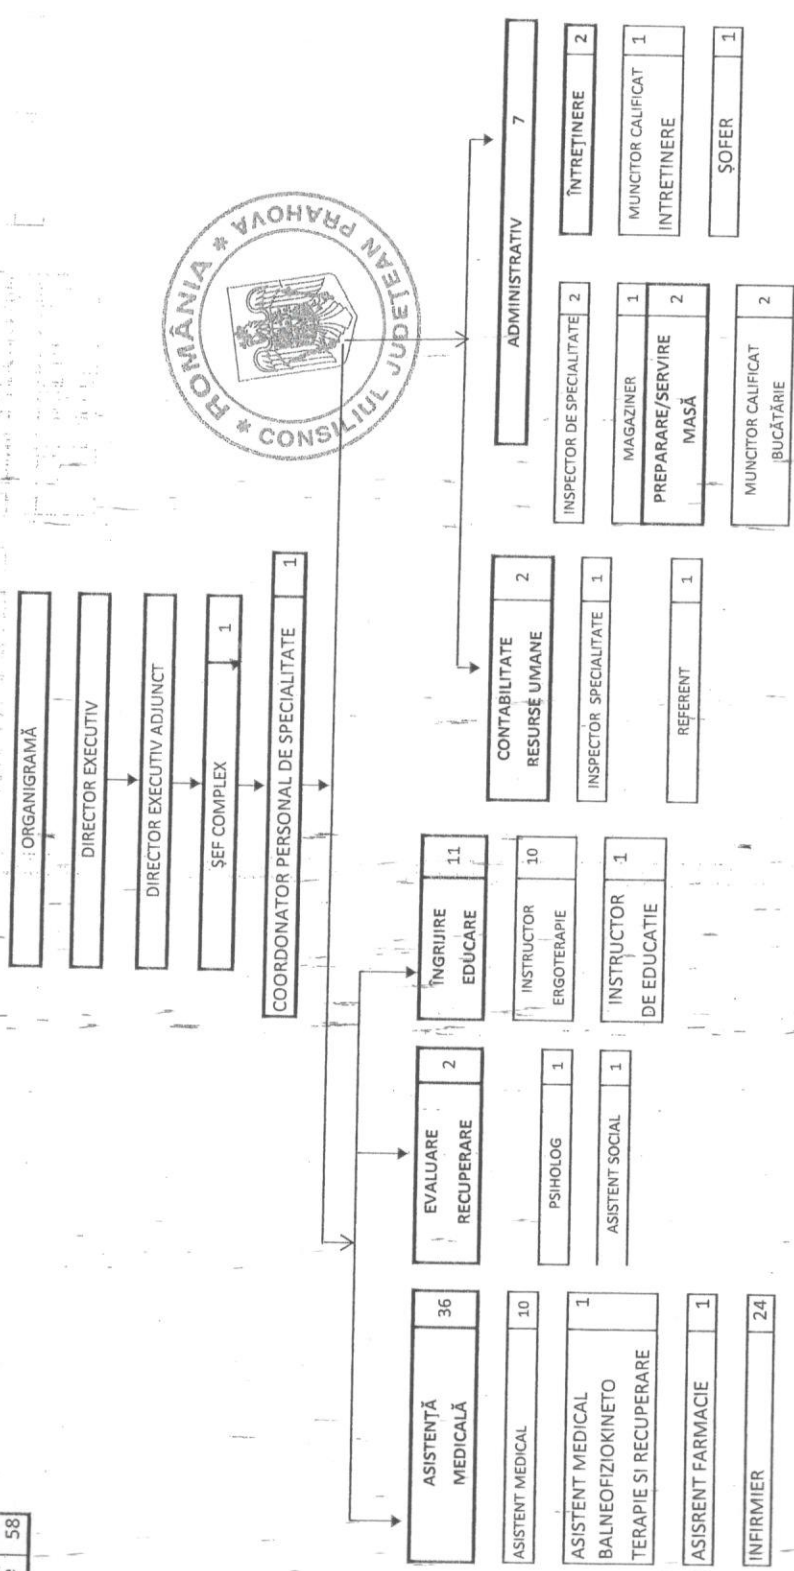 58
ORGANIGRAMĂ
DIRECTOR EXECUTIV
DIRECTOR EXECUTIV ADJUNCT
ȘEF COMPLEX 1
COORDONATOR PERSONAL DE SPECIALITATE 1
* ROMÂNIA *
CONSILIUL JUDEȚEAN PRAHOVA
ASISTENȚĂ
MEDICALĂ
36
ASISTENT MEDICAL 10
ASISTENT MEDICAL
BALNEOFIZIOKINETO
TERAPIE SI RECUPERARE
1
ASISRENT FARMACIE 1
INFIRMIER 24
EVALUARE
RECUPERARE
2
PSIHOLOG 1
ASISTENT SOCIAL 1
ÎNGRIJIRE
EDUCARE
11
INSTRUCTOR
ERGOTERAPIE
10
INSTRUCTOR
DE EDUCATIE
1
CONTABILITATE
RESURSE UMANE
2
INSPECTOR SPECIALITATE 1
REFERENT 1
ADMINISTRATIV 7
INSPECTOR DE SPECIALITATE 2
MAGAZINER 1
PREPARARE/SERVIRE
MASĂ
2
MUNCITOR CALIFICAT
BUCĂTĂRIE
2
ÎNTREȚINERE 2
MUNCITOR CALIFICAT
INTRETINERE
1
ȘOFER 1